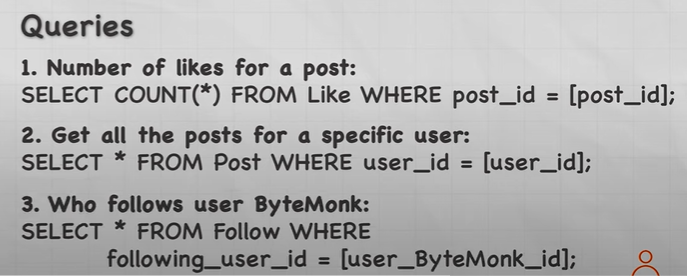 Queries
1. Number of likes for a post:
SELECT COUNT(*) FROM Like WHERE post_id = [post_id];
2. Get all the posts for a specific user:
SELECT * FROM Post WHERE user_id = [user_id];
3. Who follows user ByteMonk:
SELECT * FROM Follow WHERE
following_user_id = [user_ByteMonk_id];